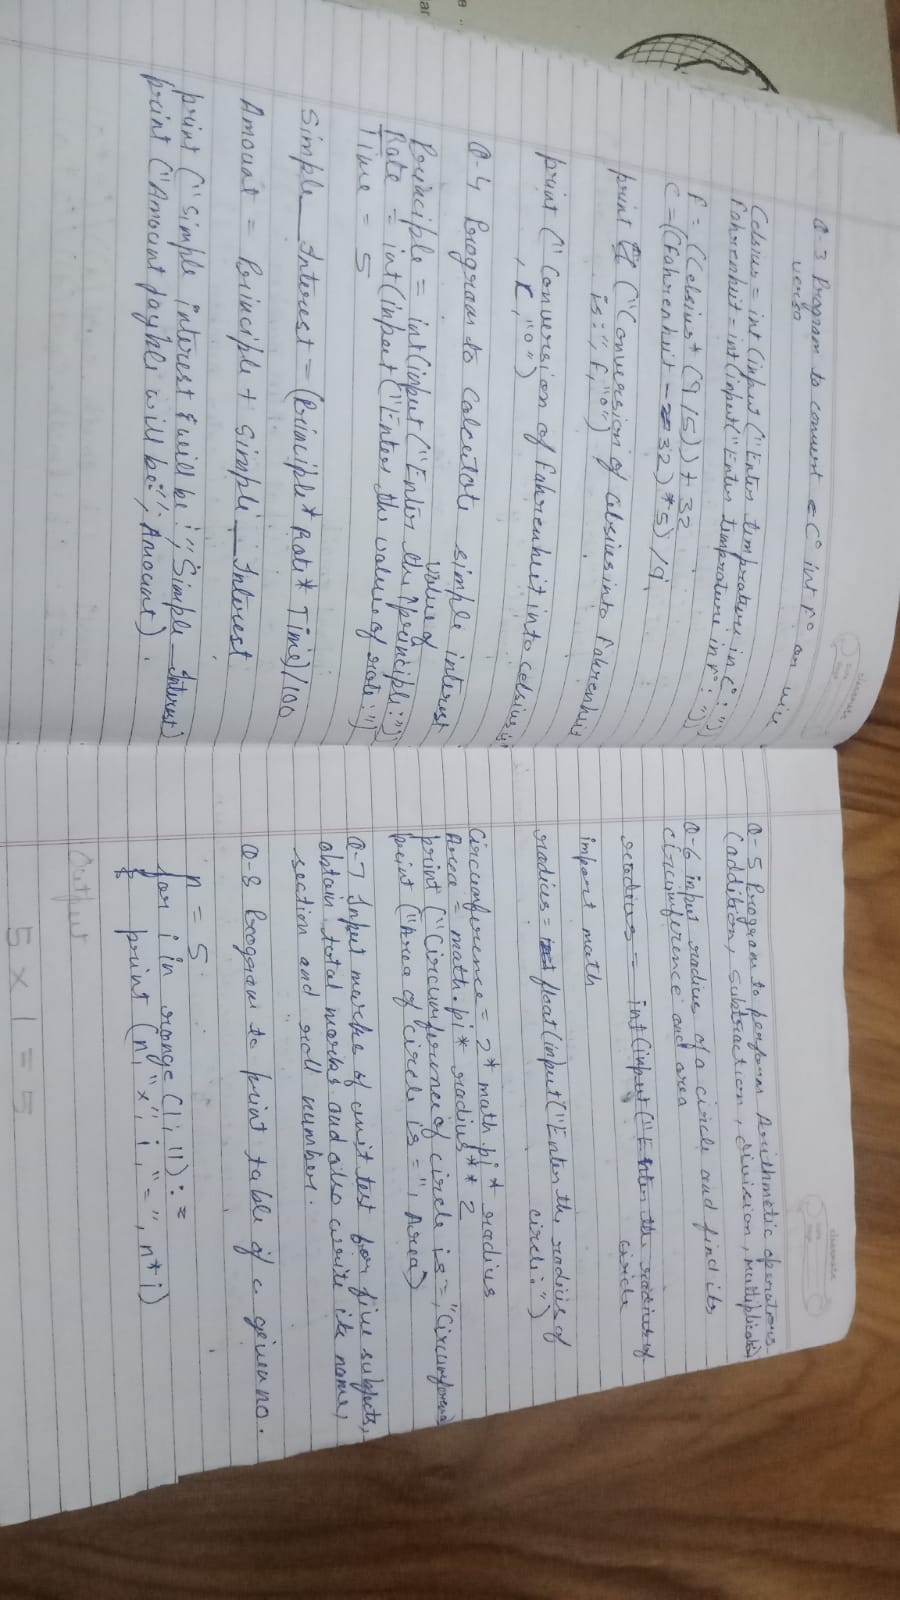 Q-3 Program to convert C° int F° an vice
versa
Celsius = int(input("Enter temprature in C°:"))
Fahrenheit = int(input("Enter temprature in F°:"))
F = (Celsius * (9/5)) + 32
C = (Fahrenheit - 32) * 5)/9
print ("Conversion of celsius into fahrenheit
is:", F, "o")
print ("Conversion of fahrenheit into celsius
, "o")
Q-4 Program to Calculate simple interest
value of
Principle = int(input("Enter the principle:"))
Rate = int(input("Enter the value of rate:")
Time = 5
Simple_Interest = (Principle * Rate * Time)/100
Amount = Principle + Simple_Interest
print ("simple interest will be:", Simple_Interest)
print ("Amount payble will be:", Amount).
classmate
Q-5 Program to perform Arithmetic operations
(addition, subtraction, division, multiplication)
Q-6 input radius of a circle and find its
circumference and area
radius = int(input("Enter the radius of
circle
import math
radius = float(input("Enter the radius of
circle:")
Circumference = 2 * math.pi * radius
Area = math.pi * radius ** 2
print ("Circumference of circle is=", Circumference)
print ("Area of circle is=", Area)
Q-7 Input marks of unit test for five subjects,
obtain total marks and also write its name,
section and roll number.
Q-8 Program to print table of a given no.
n = 5
for i in range (1, 11):
print (n, "x", i, "=", n*i)
Output
5 x 1 = 5
classmate